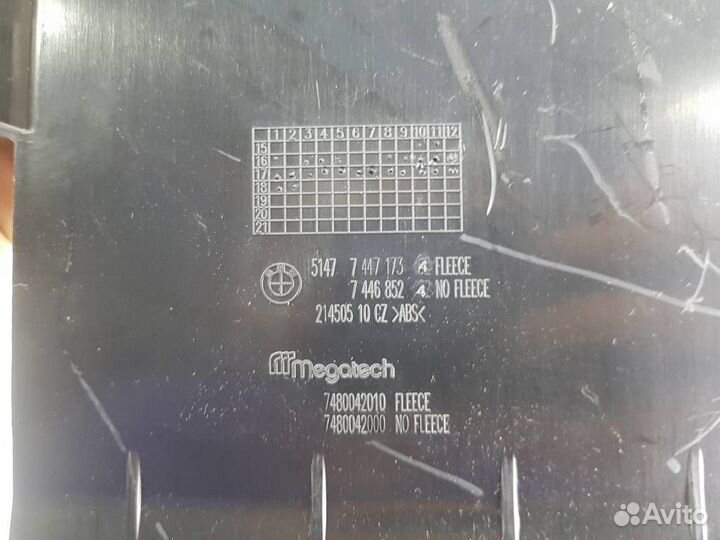 1 2 3 4 5 6 7 8 9 10 11 12
15
16
17
18
19
20
21
5147 7 447 173 4 FLEECE
7 446 852 4 NO FLEECE
214505 10 CZ >ABS<
Megatech
7480042010 FLEECE
7480042000 NO FLEECE
Avito